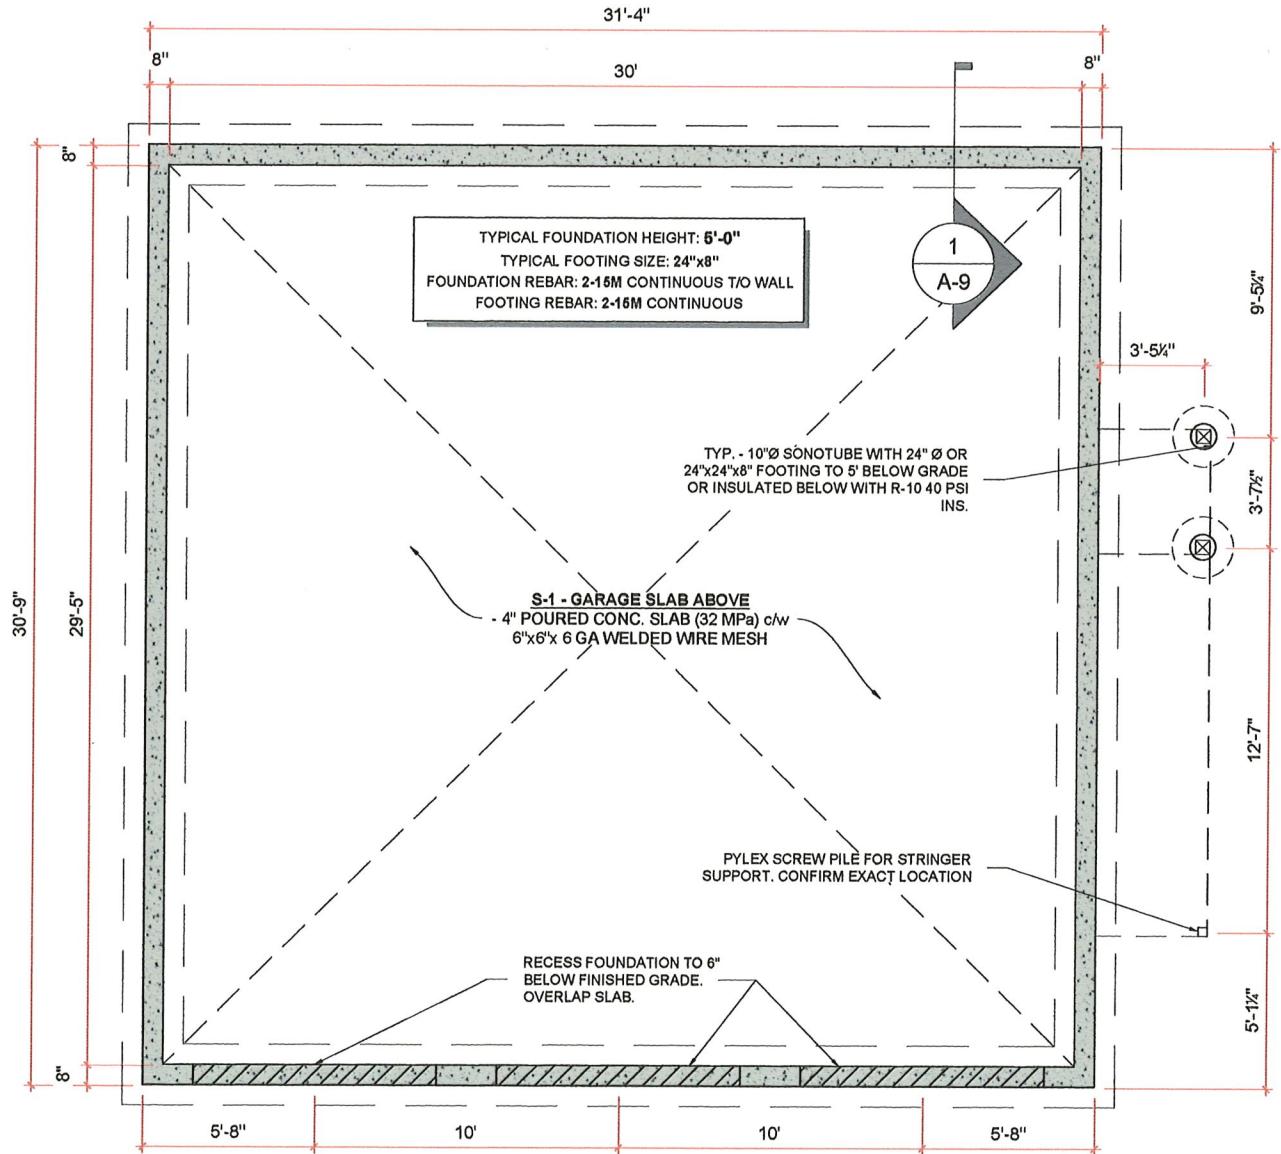 31'-4"
8"
30'
8"
8"
TYPICAL FOUNDATION HEIGHT: 5'-0"
TYPICAL FOOTING SIZE: 24"x8"
FOUNDATION REBAR: 2-15M CONTINUOUS T/O WALL
FOOTING REBAR: 2-15M CONTINUOUS
1
A-9
9'-5¼"
3'-5¼"
TYP. - 10"Ø SONOTUBE WITH 24" Ø OR
24"x24"x8" FOOTING TO 5' BELOW GRADE
OR INSULATED BELOW WITH R-10 40 PSI
INS.
3'-7½"
30'-9"
29'-5"
S-1 - GARAGE SLAB ABOVE
- 4" POURED CONC. SLAB (32 MPa) c/w
6"x6"x 6 GA WELDED WIRE MESH
12'-7"
PYLEX SCREW PILE FOR STRINGER
SUPPORT. CONFIRM EXACT LOCATION
RECESS FOUNDATION TO 6"
BELOW FINISHED GRADE.
OVERLAP SLAB.
5'-1¼"
8"
5'-8"
10'
10'
5'-8"